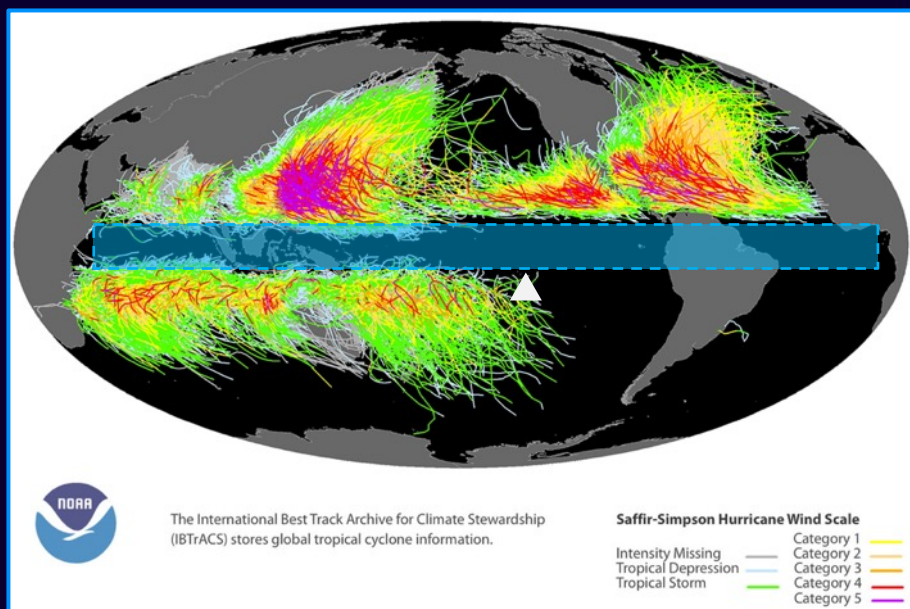 NOAA
The International Best Track Archive for Climate Stewardship
(IBTrACS) stores global tropical cyclone information.
Saffir-Simpson Hurricane Wind Scale
Intensity Missing
Tropical Depression
Tropical Storm
Category 1
Category 2
Category 3
Category 4
Category 5